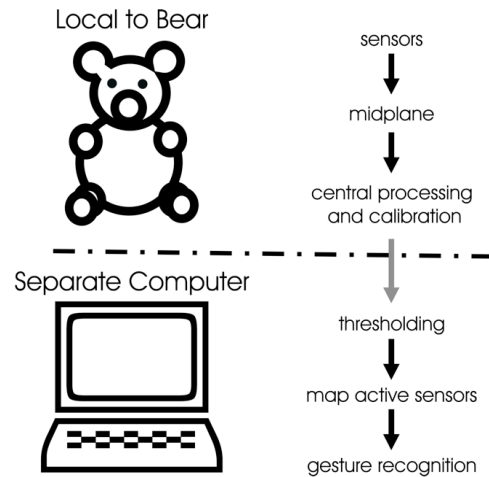 Local to Bear
sensors
midplane
central processing
and calibration
Separate Computer
thresholding
map active sensors
gesture recognition